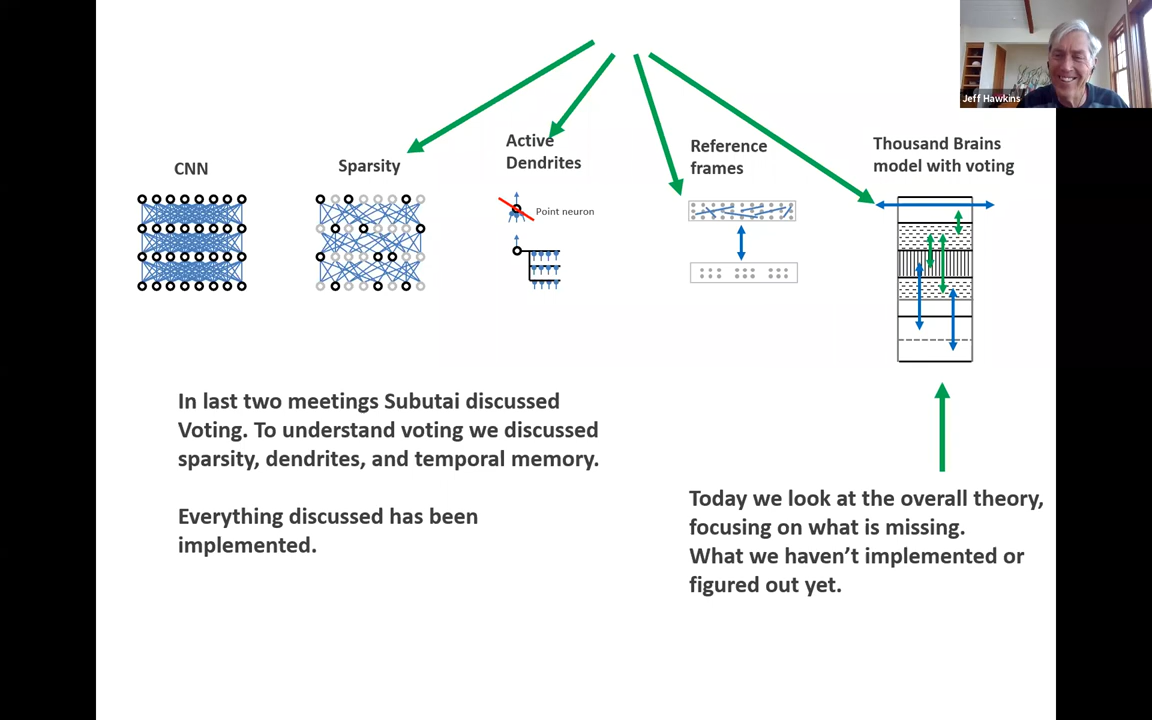 Jeff Hawkins
CNN
Sparsity
Active
Dendrites
Point neuron
Reference
frames
Thousand Brains
model with voting
In last two meetings Subutai discussed
Voting. To understand voting we discussed
sparsity, dendrites, and temporal memory.
Everything discussed has been
implemented.
Today we look at the overall theory,
focusing on what is missing.
What we haven’t implemented or
figured out yet.